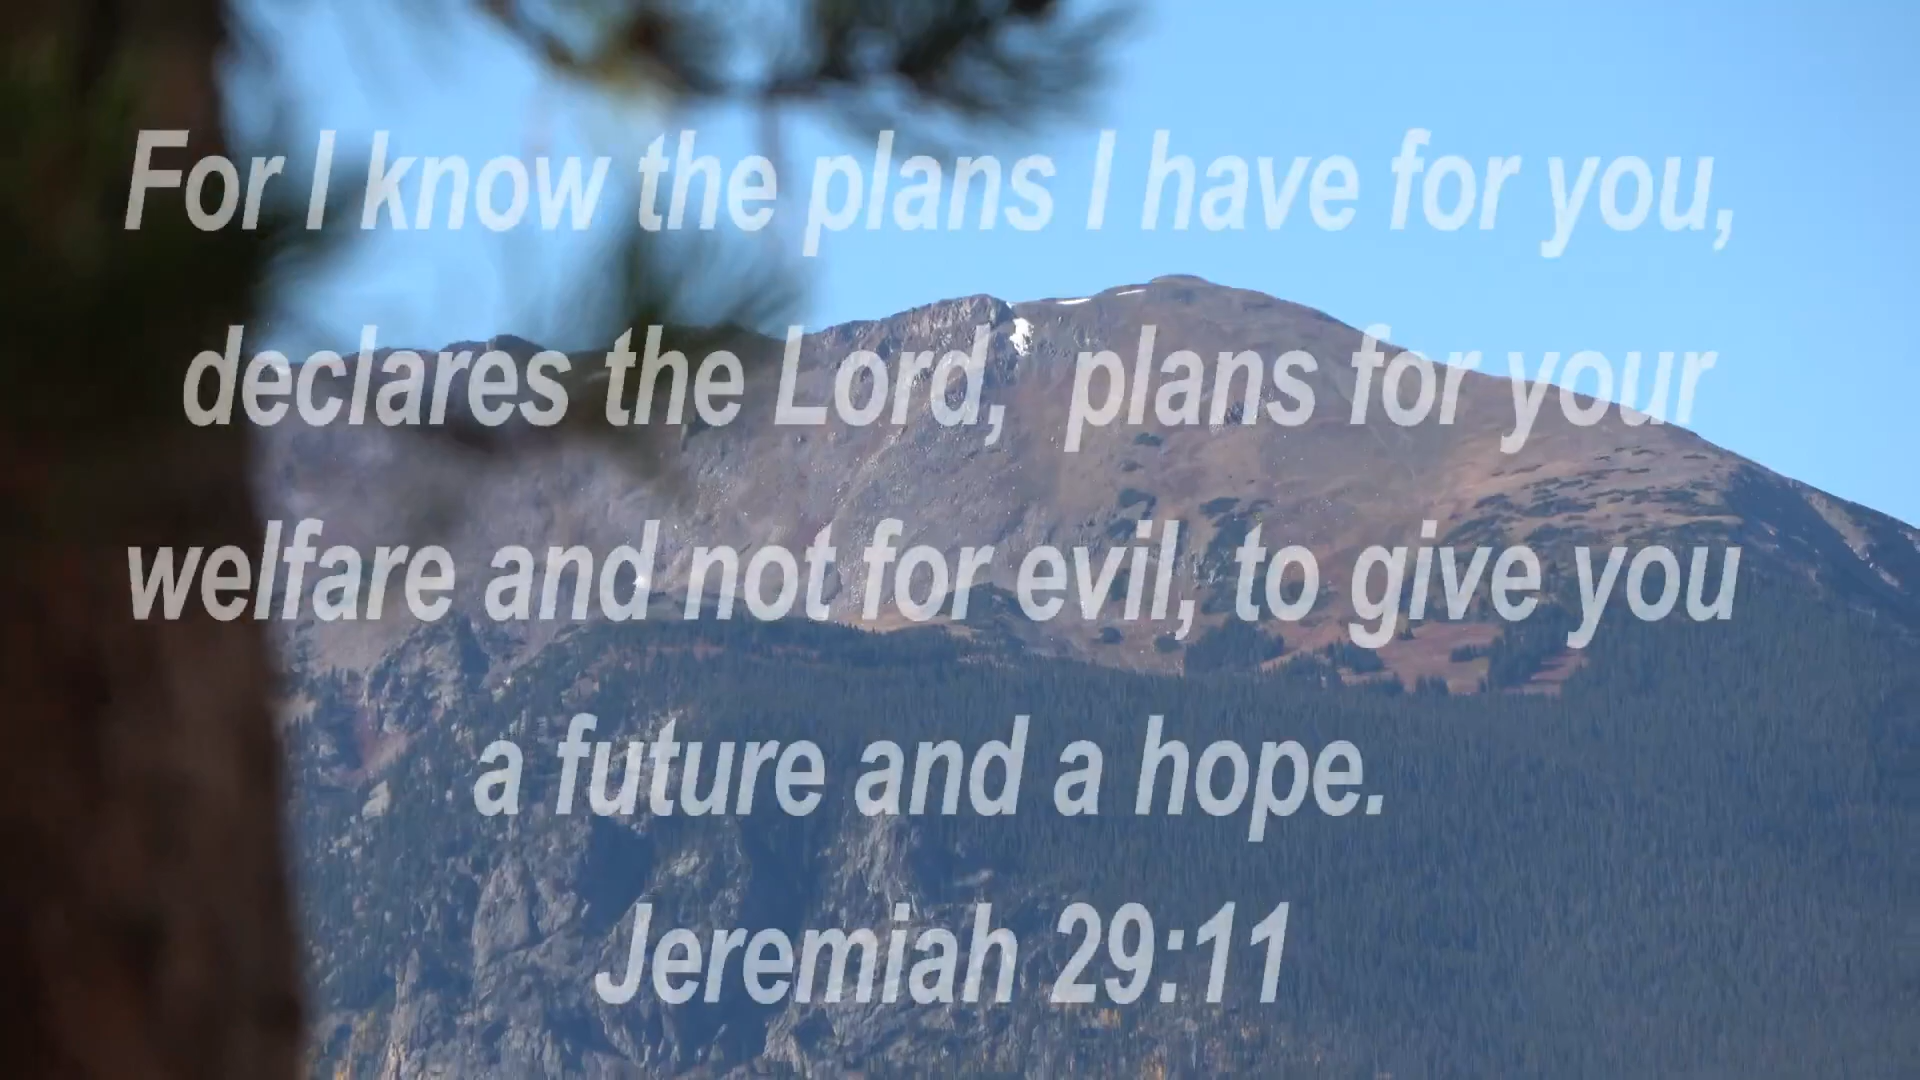 For I know the plans I have for you,
declares the Lord, plans for your
welfare and not for evil, to give you
a future and a hope.
Jeremiah 29:11